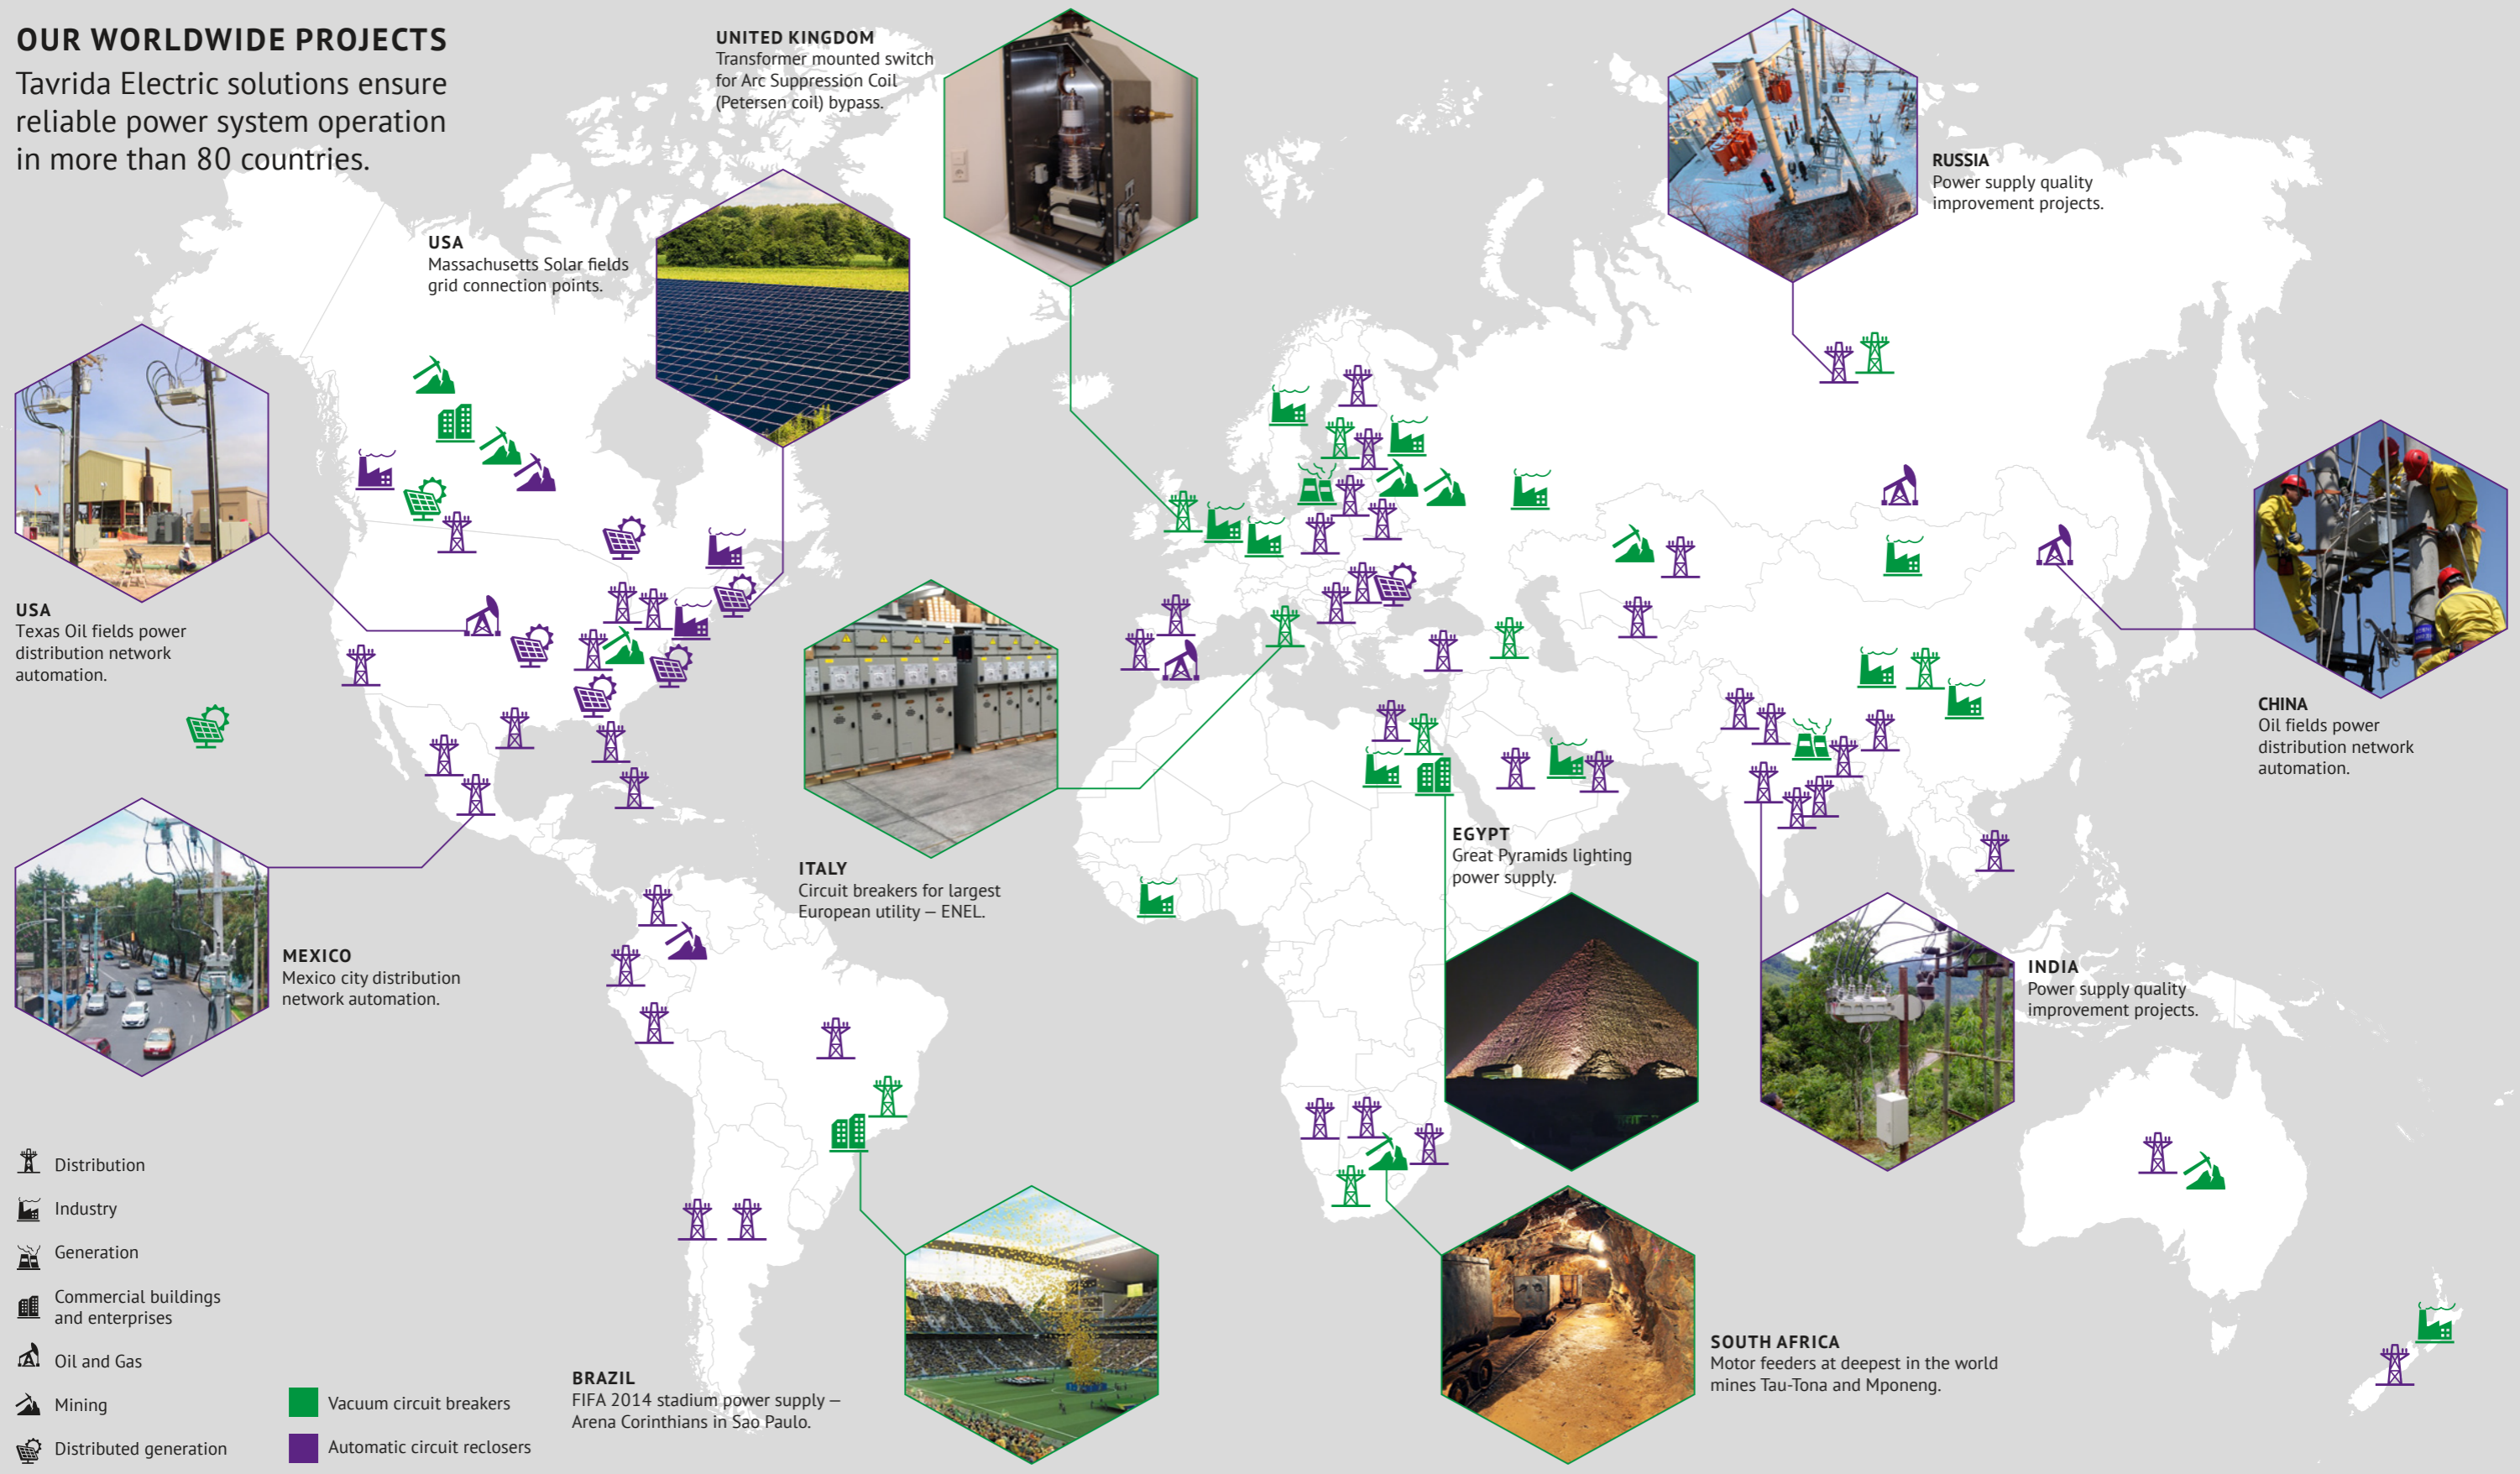 OUR WORLDWIDE PROJECTS
Tavrida Electric solutions ensure
reliable power system operation
in more than 80 countries.
UNITED KINGDOM
Transformer mounted switch
for Arc Suppression Coil
(Petersen coil) bypass.
RUSSIA
Power supply quality
improvement projects.
USA
Massachusetts Solar fields
grid connection points.
USA
Texas Oil fields power
distribution network
automation.
CHINA
Oil fields power
distribution network
automation.
EGYPT
Great Pyramids lighting
power supply.
ITALY
Circuit breakers for largest
European utility – ENEL.
MEXICO
Mexico city distribution
network automation.
INDIA
Power supply quality
improvement projects.
Distribution
Industry
Generation
Commercial buildings
and enterprises
Oil and Gas
Mining
Distributed generation
Vacuum circuit breakers
Automatic circuit reclosers
BRAZIL
FIFA 2014 stadium power supply –
Arena Corinthians in Sao Paulo.
SOUTH AFRICA
Motor feeders at deepest in the world
mines Tau-Tona and Mponeng.